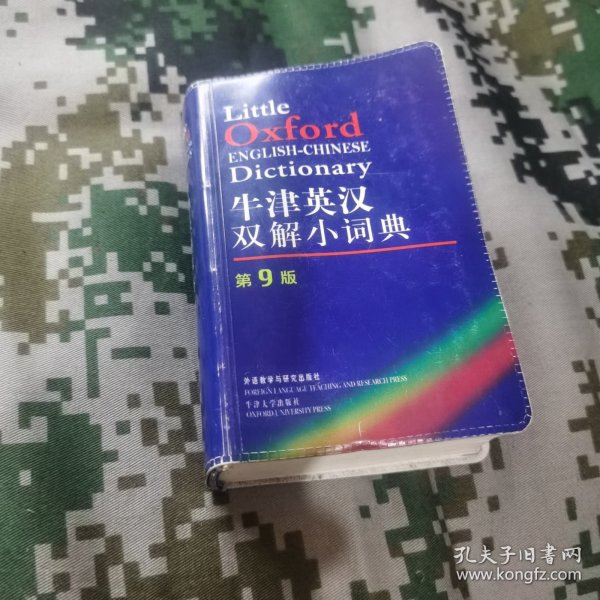 Little
Oxford
ENGLISH-CHINESE
Dictionary
牛津英汉
双解小词典
第9版
外语教学与研究出版社
FOREIGN LANGUAGE TEACHING AND RESEARCH PRESS
牛津大学出版社
OXFORD UNIVERSITY PRESS
孔夫子旧书网
www.kongfz.com